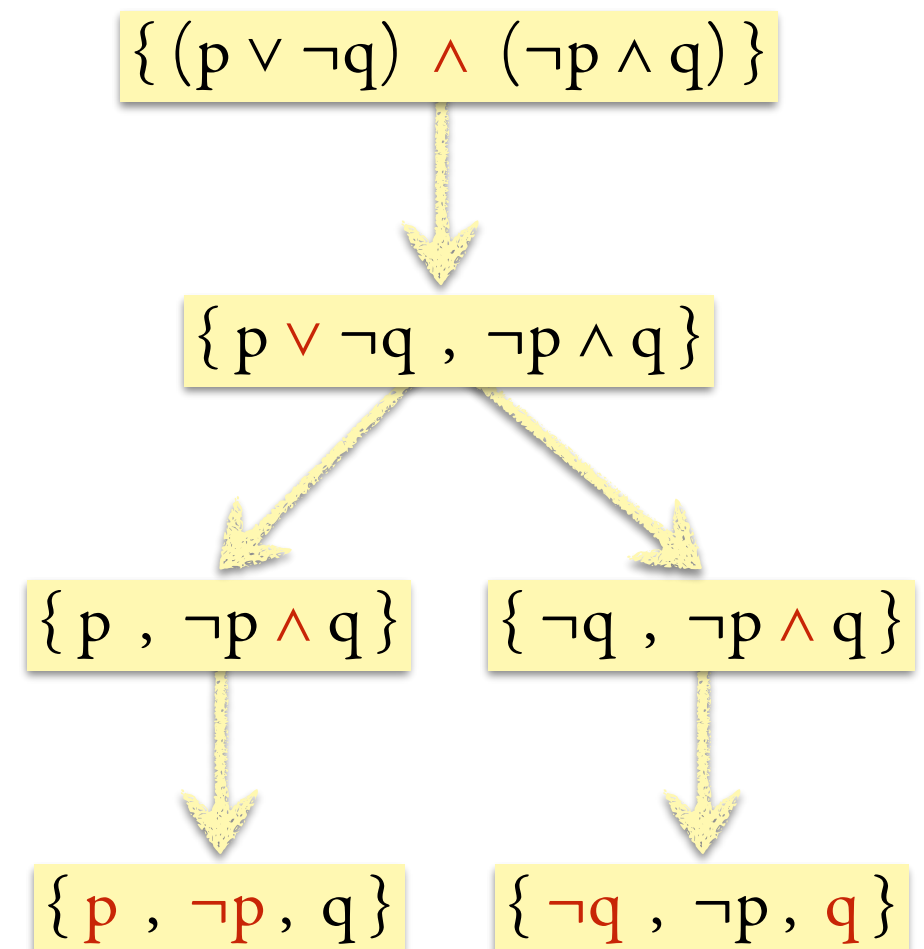 { (p ∨ ¬q) ∧ (¬p ∧ q) }
{ p ∨ ¬q , ¬p ∧ q }
{ p , ¬p ∧ q }
{ ¬q , ¬p ∧ q }
{ p , ¬p, q }
{ ¬q , ¬p, q }